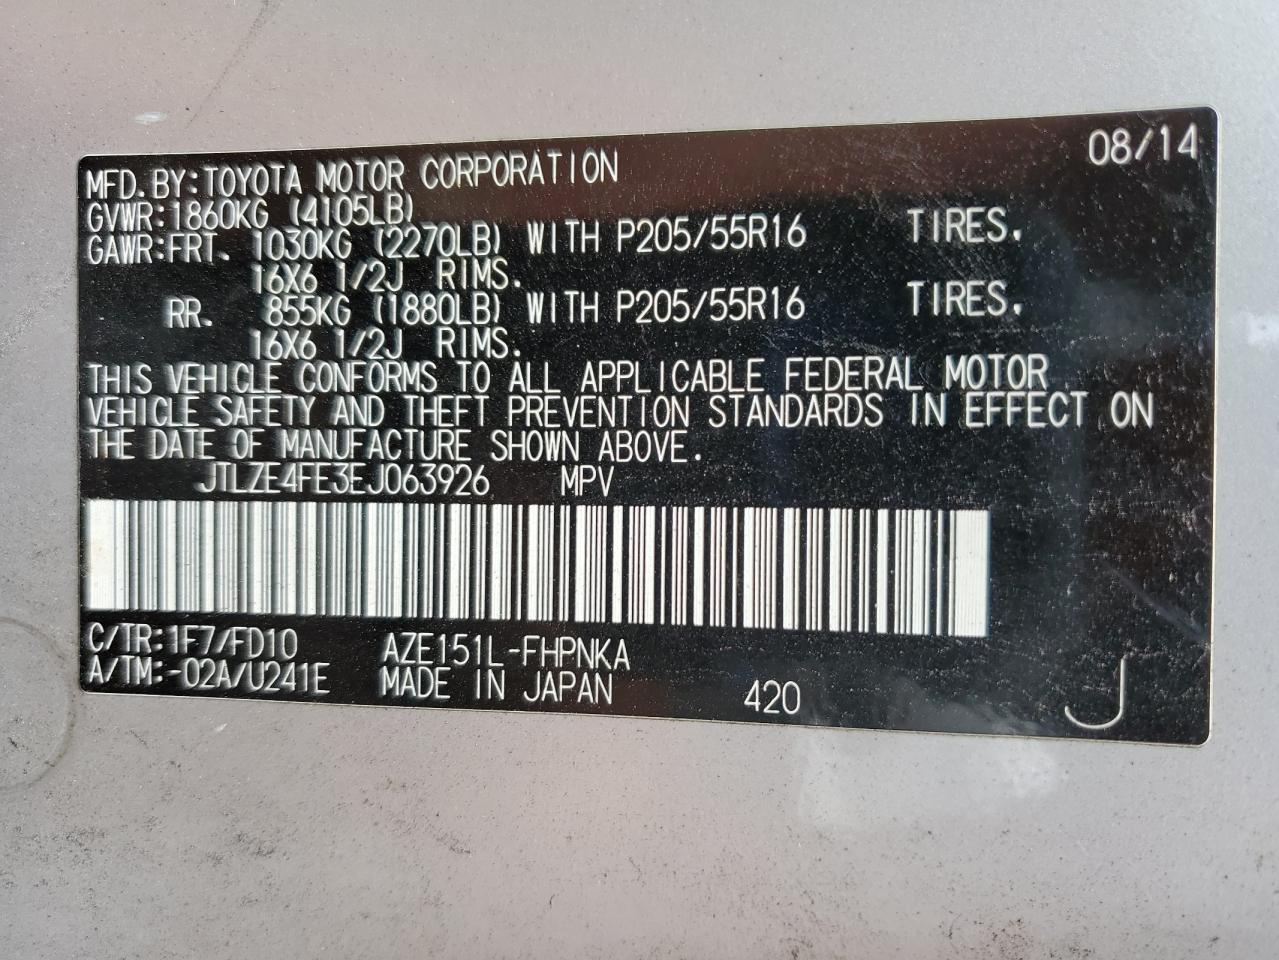 08/14
MFD.BY:TOYOTA MOTOR CORPORATION
GVWR:1860KG (4105LB)
GAWR:FRT. 1030KG (2270LB) WITH P205/55R16 TIRES.
16X6 1/2J RIMS.
RR. 855KG (1880LB) WITH P205/55R16 TIRES.
16X6 1/2J RIMS.
THIS VEHICLE CONFORMS TO ALL APPLICABLE FEDERAL MOTOR
VEHICLE SAFETY AND THEFT PREVENTION STANDARDS IN EFFECT ON
THE DATE OF MANUFACTURE SHOWN ABOVE.
JTLZE4FE3EJ063926 MPV
C/TR:1F7/FD10 AZE151L-FHPNKA
A/TM:-02A/U241E MADE IN JAPAN 420 J